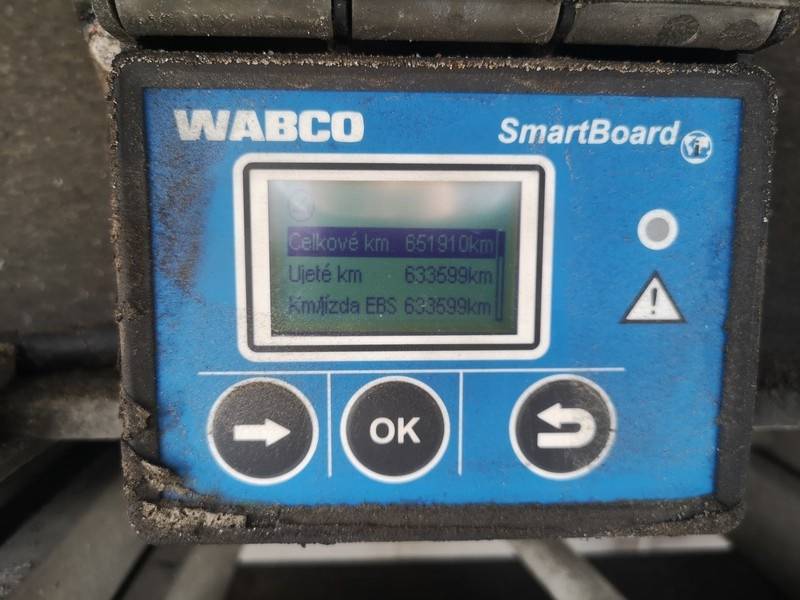 WABCO SmartBoard
Celkové km 651910km
Ujeté km 633599km
Km/jízda EBS 633599km
OK